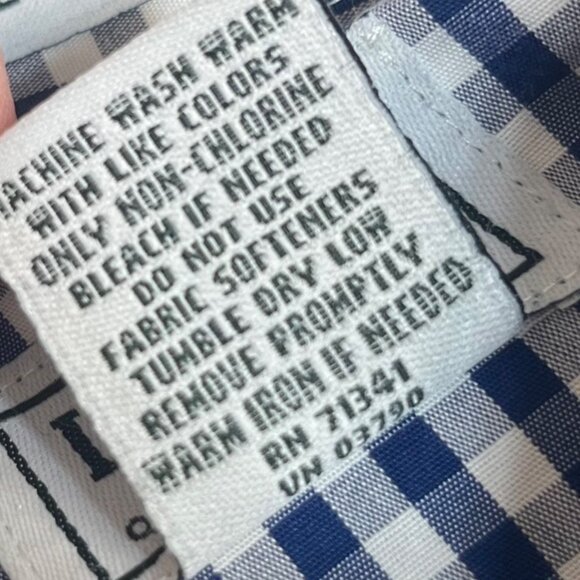 MACHINE WASH WARM
WITH LIKE COLORS
ONLY NON-CHLORINE
BLEACH IF NEEDED
DO NOT USE
FABRIC SOFTENERS
TUMBLE DRY LOW
REMOVE PROMPTLY
WARM IRON IF NEEDED
RN 71341
VN 03790